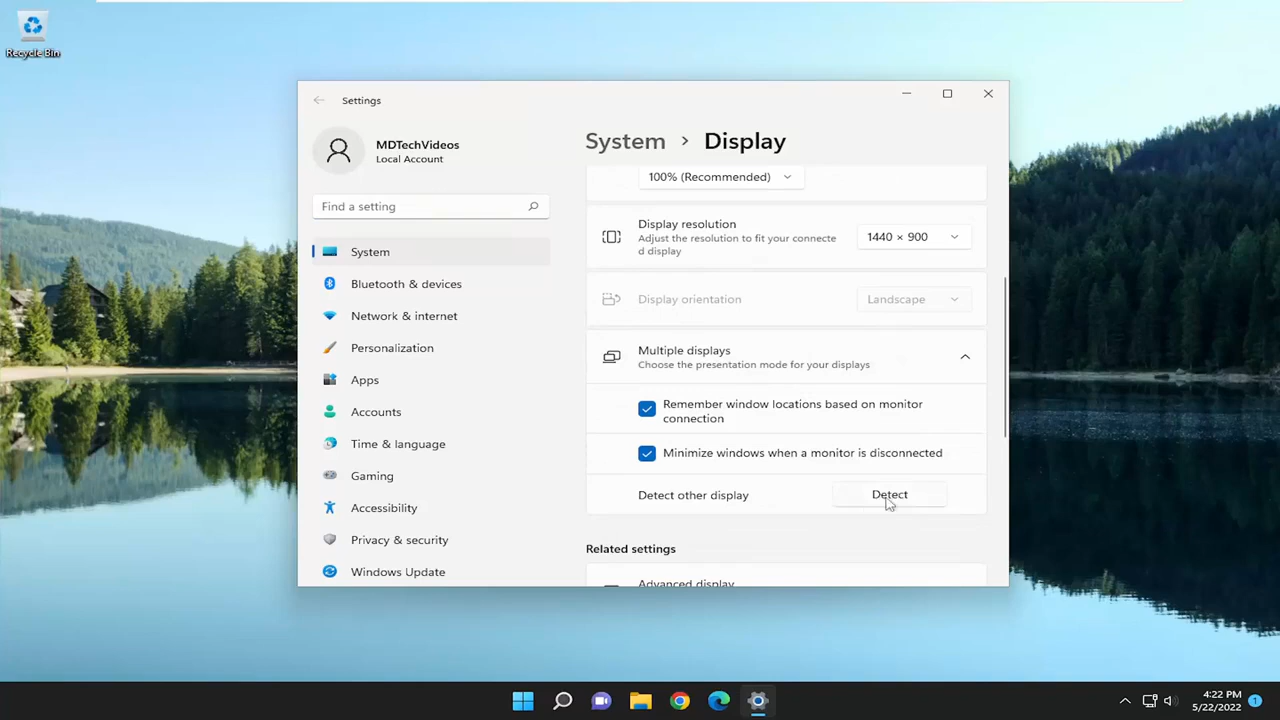 Recycle Bin
Settings
MDTechVideos
Local Account
Find a setting
System
Bluetooth & devices
Network & internet
Personalization
Apps
Accounts
Time & language
Gaming
Accessibility
Privacy & security
Windows Update
System > Display
100% (Recommended)
Display resolution
Adjust the resolution to fit your connecte
d display
1440 × 900
Display orientation
Landscape
Multiple displays
Choose the presentation mode for your displays
Remember window locations based on monitor
connection
Minimize windows when a monitor is disconnected
Detect other display
Detect
Related settings
Advanced display
4:22 PM
5/22/2022
1